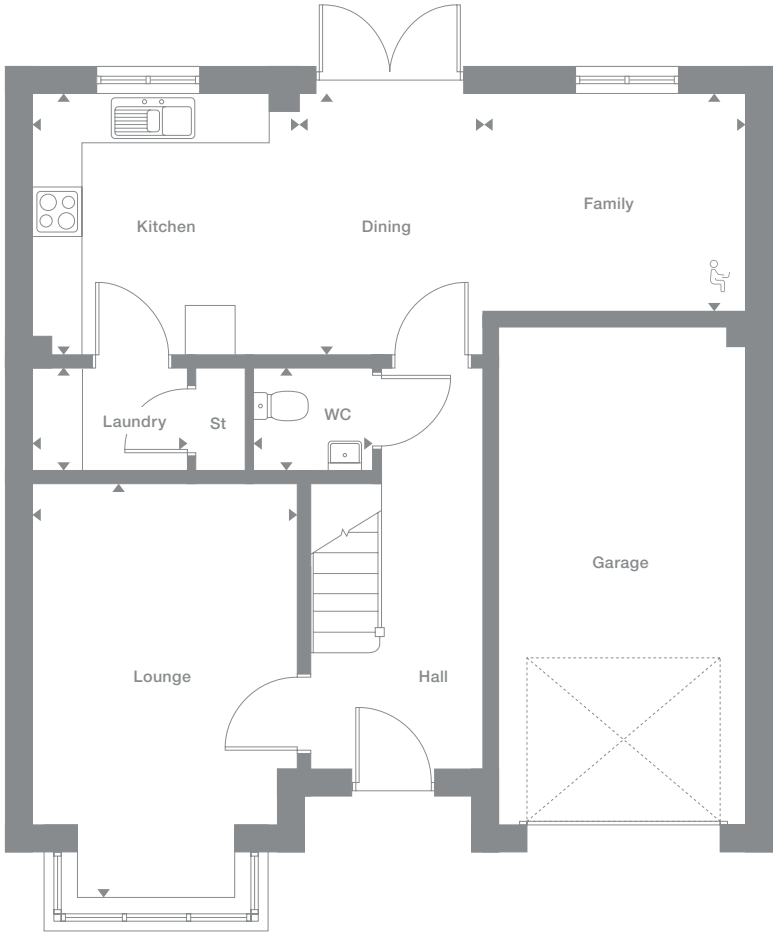 Family
Kitchen
Dining
Laundry
St
WC
Garage
Lounge
Hall